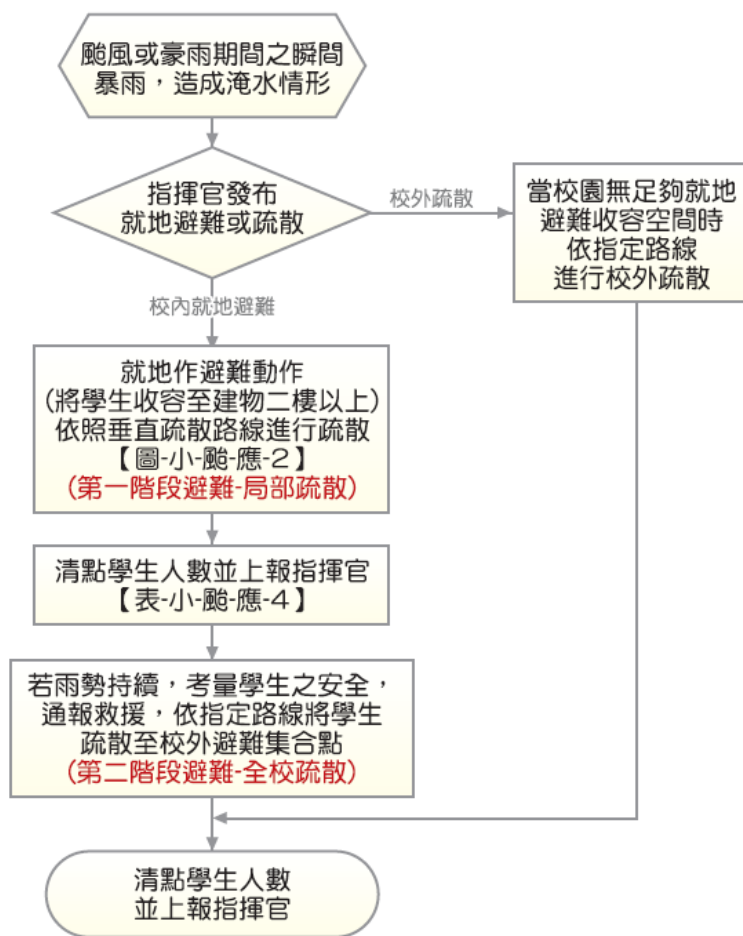 颱風或豪雨期間之瞬間
暴雨，造成淹水情形
指揮官發布
就地避難或疏散
校外疏散
當校園無足夠就地
避難收容空間時
依指定路線
進行校外疏散
校內就地避難
就地作避難動作
(將學生收容至建物二樓以上)
依照垂直疏散路線進行疏散
【圖-小-颱-應-2】
(第一階段避難-局部疏散)
清點學生人數並上報指揮官
【表-小-颱-應-4】
若雨勢持續，考量學生之安全，
通報救援，依指定路線將學生
疏散至校外避難集合點
(第二階段避難-全校疏散)
清點學生人數
並上報指揮官